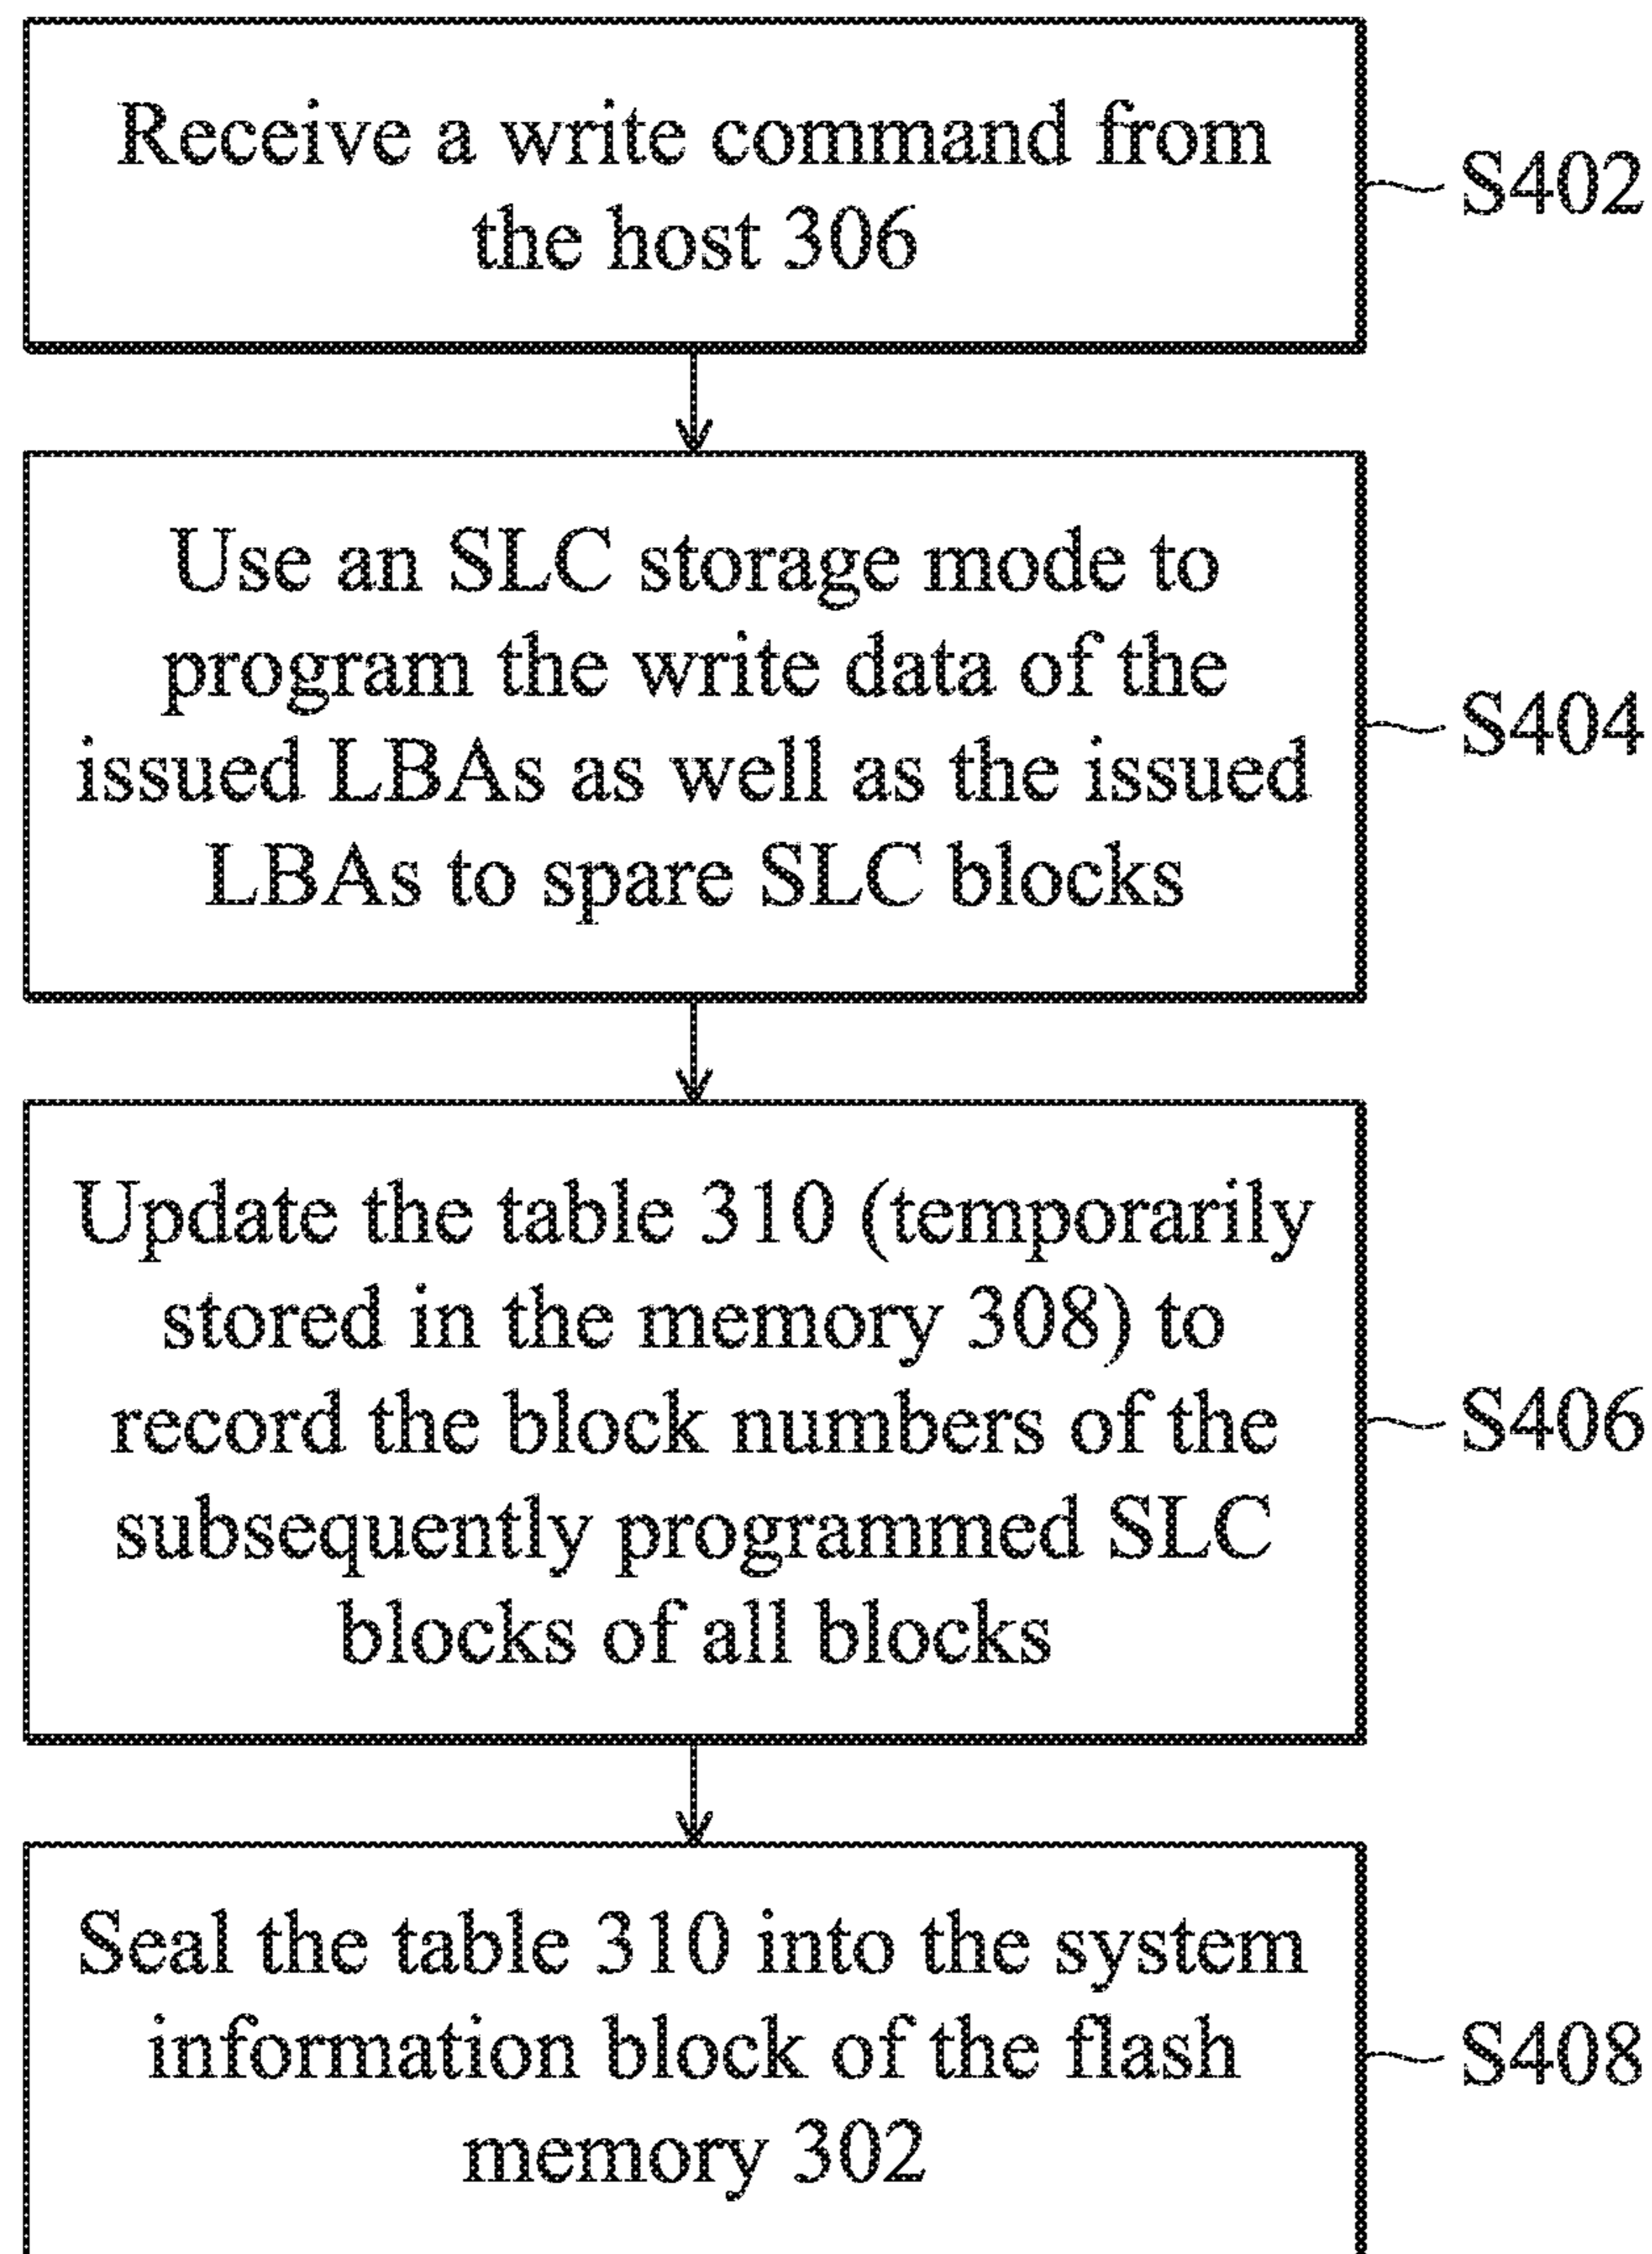 Receive a write command from
the host 306
S402
Use an SLC storage mode to
program the write data of the
issued LBAs as well as the issued
LBAs to spare SLC blocks
S404
Update the table 310 (temporarily
stored in the memory 308) to
record the block numbers of the
subsequently programmed SLC
blocks of all blocks
S406
Seal the table 310 into the system
information block of the flash
memory 302
S408